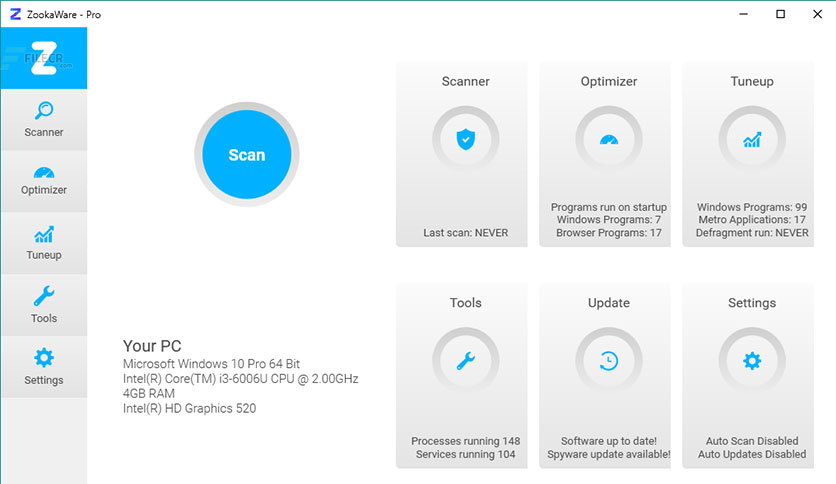 ZookaWare - Pro
FILECR
.com
Scanner
Optimizer
Tuneup
Tools
Settings
Scan
Your PC
Microsoft Windows 10 Pro 64 Bit
Intel(R) Core(TM) i3-6006U CPU @ 2.00GHz
4GB RAM
Intel(R) HD Graphics 520
Scanner
Last scan: NEVER
Optimizer
Programs run on startup
Windows Programs: 7
Browser Programs: 17
Tuneup
Windows Programs: 99
Metro Applications: 17
Defragment run: NEVER
Tools
Processes running 148
Services running 104
Update
Software up to date!
Spyware update available!
Settings
Auto Scan Disabled
Auto Updates Disabled